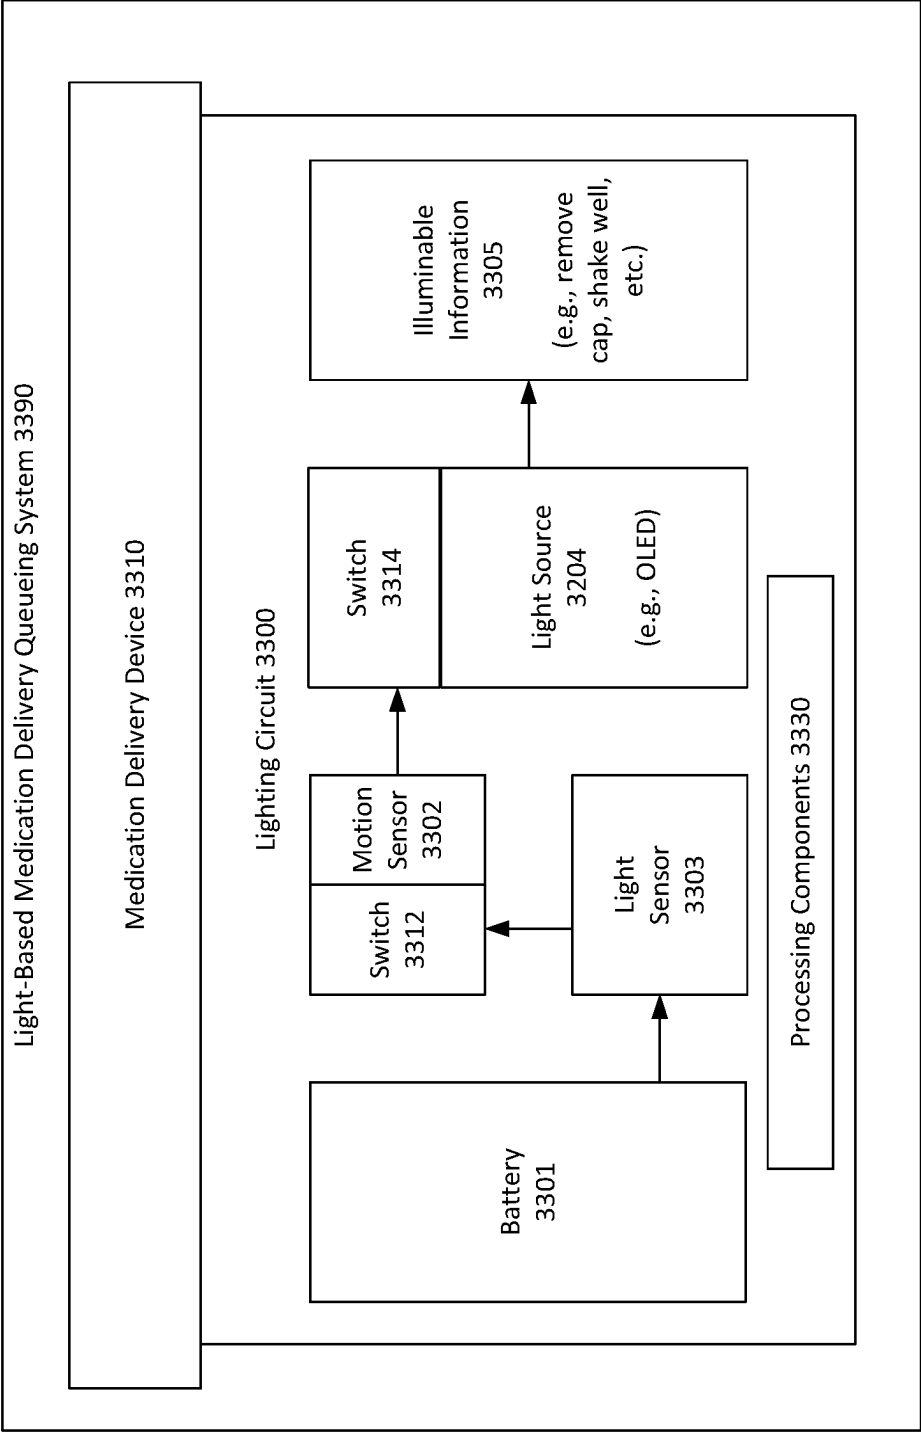 Light-Based Medication Delivery Queueing System 3390
Medication Delivery Device 3310
Lighting Circuit 3300
Battery
3301
Switch
3312
Motion
Sensor
3302
Light
Sensor
3303
Switch
3314
Light Source
3204
(e.g., OLED)
Illuminable
Information
3305
(e.g., remove
cap, shake well,
etc.)
Processing Components 3330